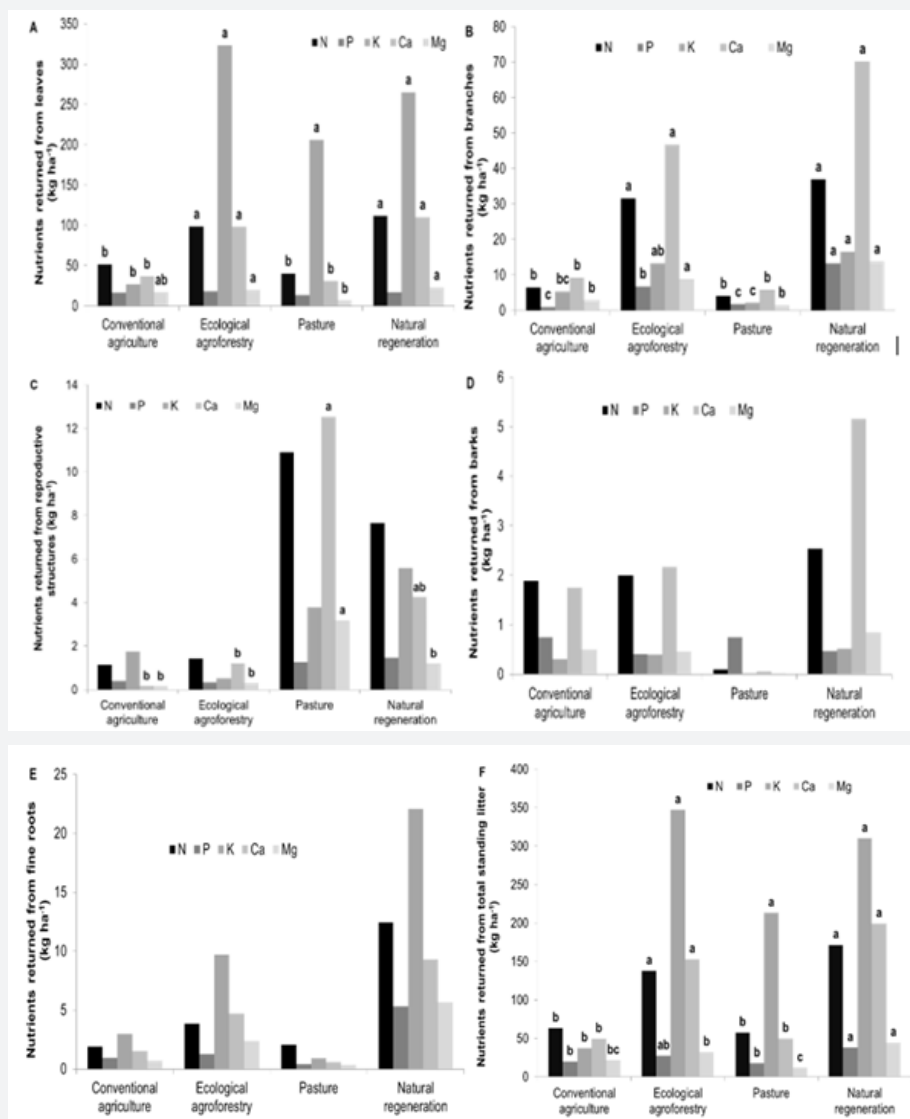 A
Nutrients returned from leaves
(kg ha⁻¹)
350
300
250
200
150
100
50
0
N P K Ca Mg
b b b ab
a a a a
b a b b
a a a a
Conventional agriculture
Ecological agroforestry
Pasture
Natural regeneration
B
Nutrients returned from branches
(kg ha⁻¹)
80
70
60
50
40
30
20
10
0
N P K Ca Mg
b c bc b b
a b ab a a
b c c b b
a a a a a
Conventional agriculture
Ecological agroforestry
Pasture
Natural regeneration
C
Nutrients returned from reproductive
structures (kg ha⁻¹)
14
12
10
8
6
4
2
0
N P K Ca Mg
b b
b b
a a
ab b
Conventional agriculture
Ecological agroforestry
Pasture
Natural regeneration
D
Nutrients returned from barks
(kg ha⁻¹)
6
5
4
3
2
1
0
N P K Ca Mg
Conventional agriculture
Ecological agroforestry
Pasture
Natural regeneration
E
Nutrients returned from fine roots
(kg ha⁻¹)
25
20
15
10
5
0
N P K Ca Mg
Conventional agriculture
Ecological agroforestry
Pasture
Natural regeneration
F
Nutrients returned from total standing litter
(kg ha⁻¹)
400
350
300
250
200
150
100
50
0
N P K Ca Mg
b b b b bc
a ab a a b
b b a b c
a a a a a
Conventional agriculture
Ecological agroforestry
Pasture
Natural regeneration